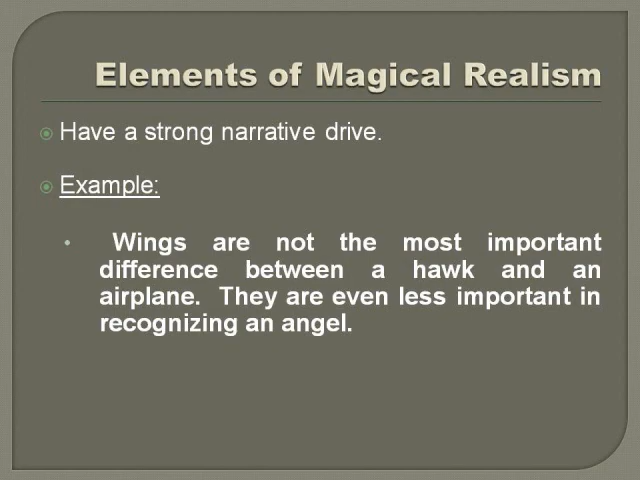 Elements of Magical Realism
Have a strong narrative drive.
Example:
Wings are not the most important
difference between a hawk and an
airplane. They are even less important in
recognizing an angel.